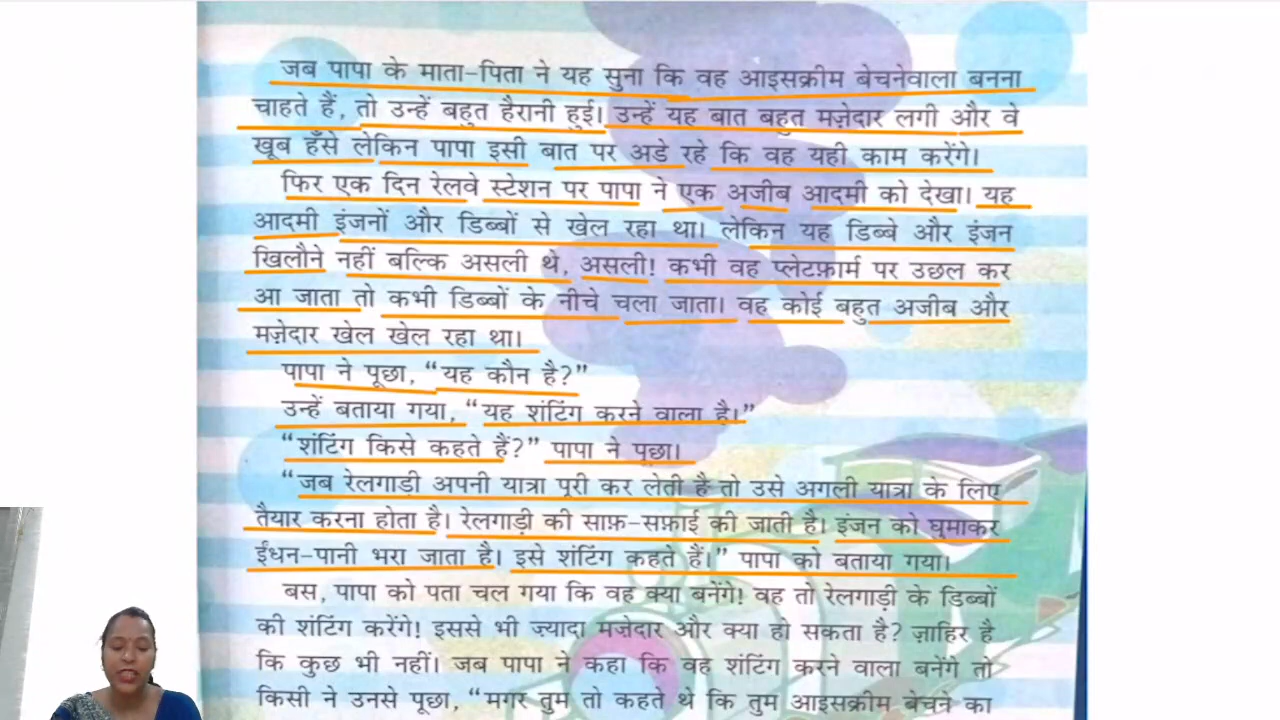 जब पापा के माता-पिता ने यह सुना कि वह आइसक्रीम बेचनेवाला बनना
चाहते हैं, तो उन्हें बहुत हैरानी हुई। उन्हें यह बात बहुत मज़ेदार लगी और वे
खूब हँसे लेकिन पापा इसी बात पर अडे रहे कि वह यही काम करेंगे।
फिर एक दिन रेलवे स्टेशन पर पापा ने एक अजीब आदमी को देखा। यह
आदमी इंजनों और डिब्बों से खेल रहा था। लेकिन यह डिब्बे और इंजन
खिलौने नहीं बल्कि असली थे, असली! कभी वह प्लेटफ़ार्म पर उछल कर
आ जाता तो कभी डिब्बों के नीचे चला जाता। वह कोई बहुत अजीब और
मज़ेदार खेल खेल रहा था।
पापा ने पूछा, “यह कौन है?”
उन्हें बताया गया, “यह शंटिंग करने वाला है।”
“शंटिंग किसे कहते हैं?” पापा ने पूछा।
“जब रेलगाड़ी अपनी यात्रा पूरी कर लेती है तो उसे अगली यात्रा के लिए
तैयार करना होता है। रेलगाड़ी की साफ़-सफ़ाई की जाती है। इंजन को घुमाकर
ईंधन-पानी भरा जाता है। इसे शंटिंग कहते हैं।” पापा को बताया गया।
बस, पापा को पता चल गया कि वह क्या बनेंगे! वह तो रेलगाड़ी के डिब्बों
की शंटिंग करेंगे! इससे भी ज़्यादा मजेदार और क्या हो सकता है? ज़ाहिर है
कि कुछ भी नहीं। जब पापा ने कहा कि वह शंटिंग करने वाला बनेंगे तो
किसी ने उनसे पूछा, “मगर तुम तो कहते थे कि तुम आइसक्रीम बेचने का